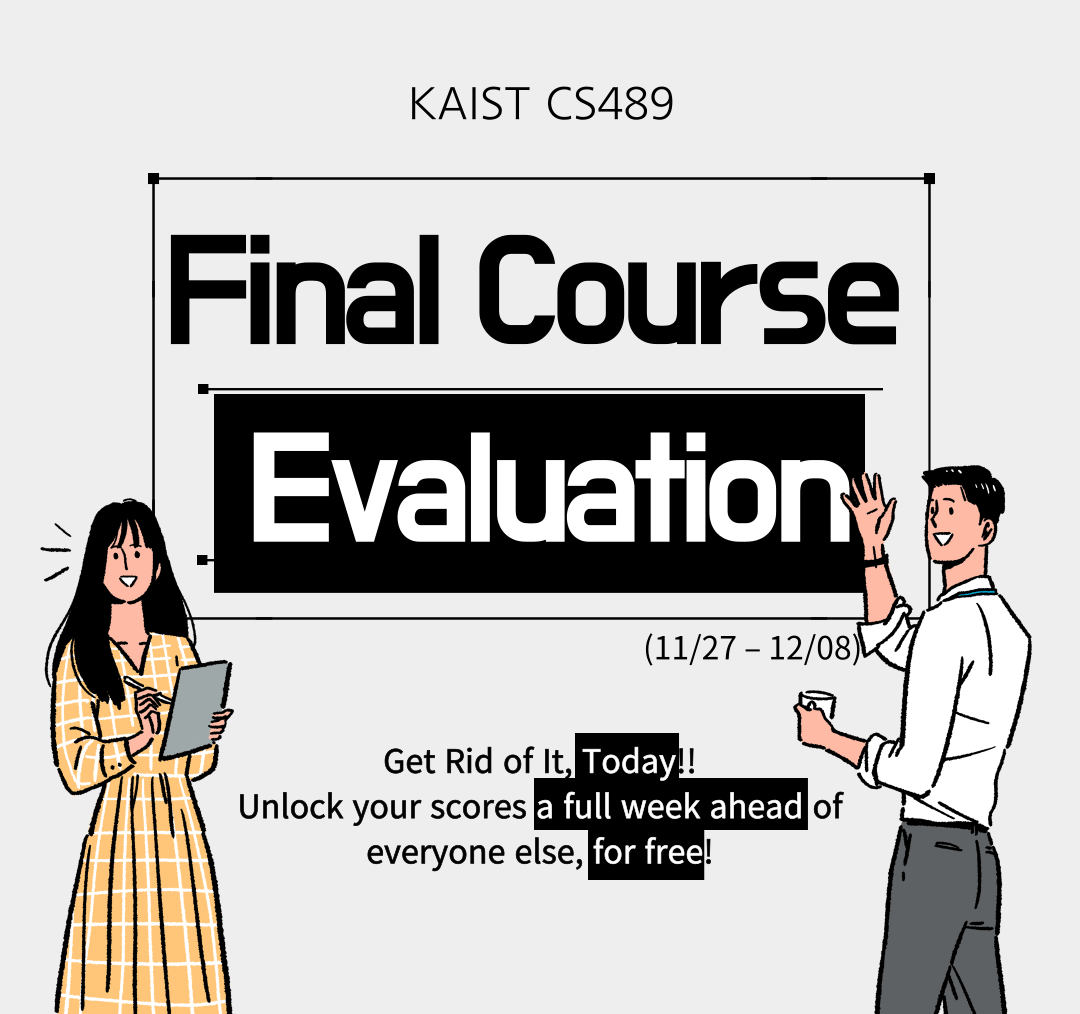 KAIST CS489
Final Course
Evaluation
(11/27 – 12/08)
Get Rid of It, Today!!
Unlock your scores a full week ahead of
everyone else, for free!